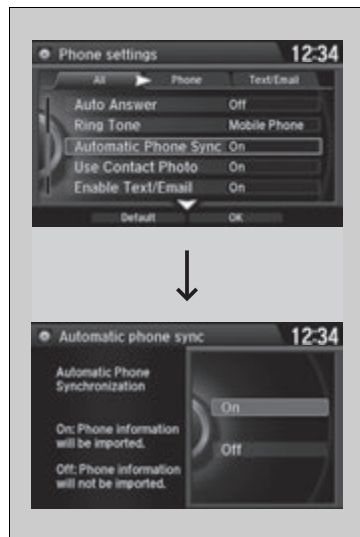 Phone settings 12:34
All Phone Text/Email
Auto Answer Off
Ring Tone Mobile Phone
Automatic Phone Sync On
Use Contact Photo On
Enable Text/Email On
Default OK
Automatic phone sync 12:34
Automatic Phone
Synchronization
On
On: Phone information
will be imported.
Off
Off: Phone information
will not be imported.